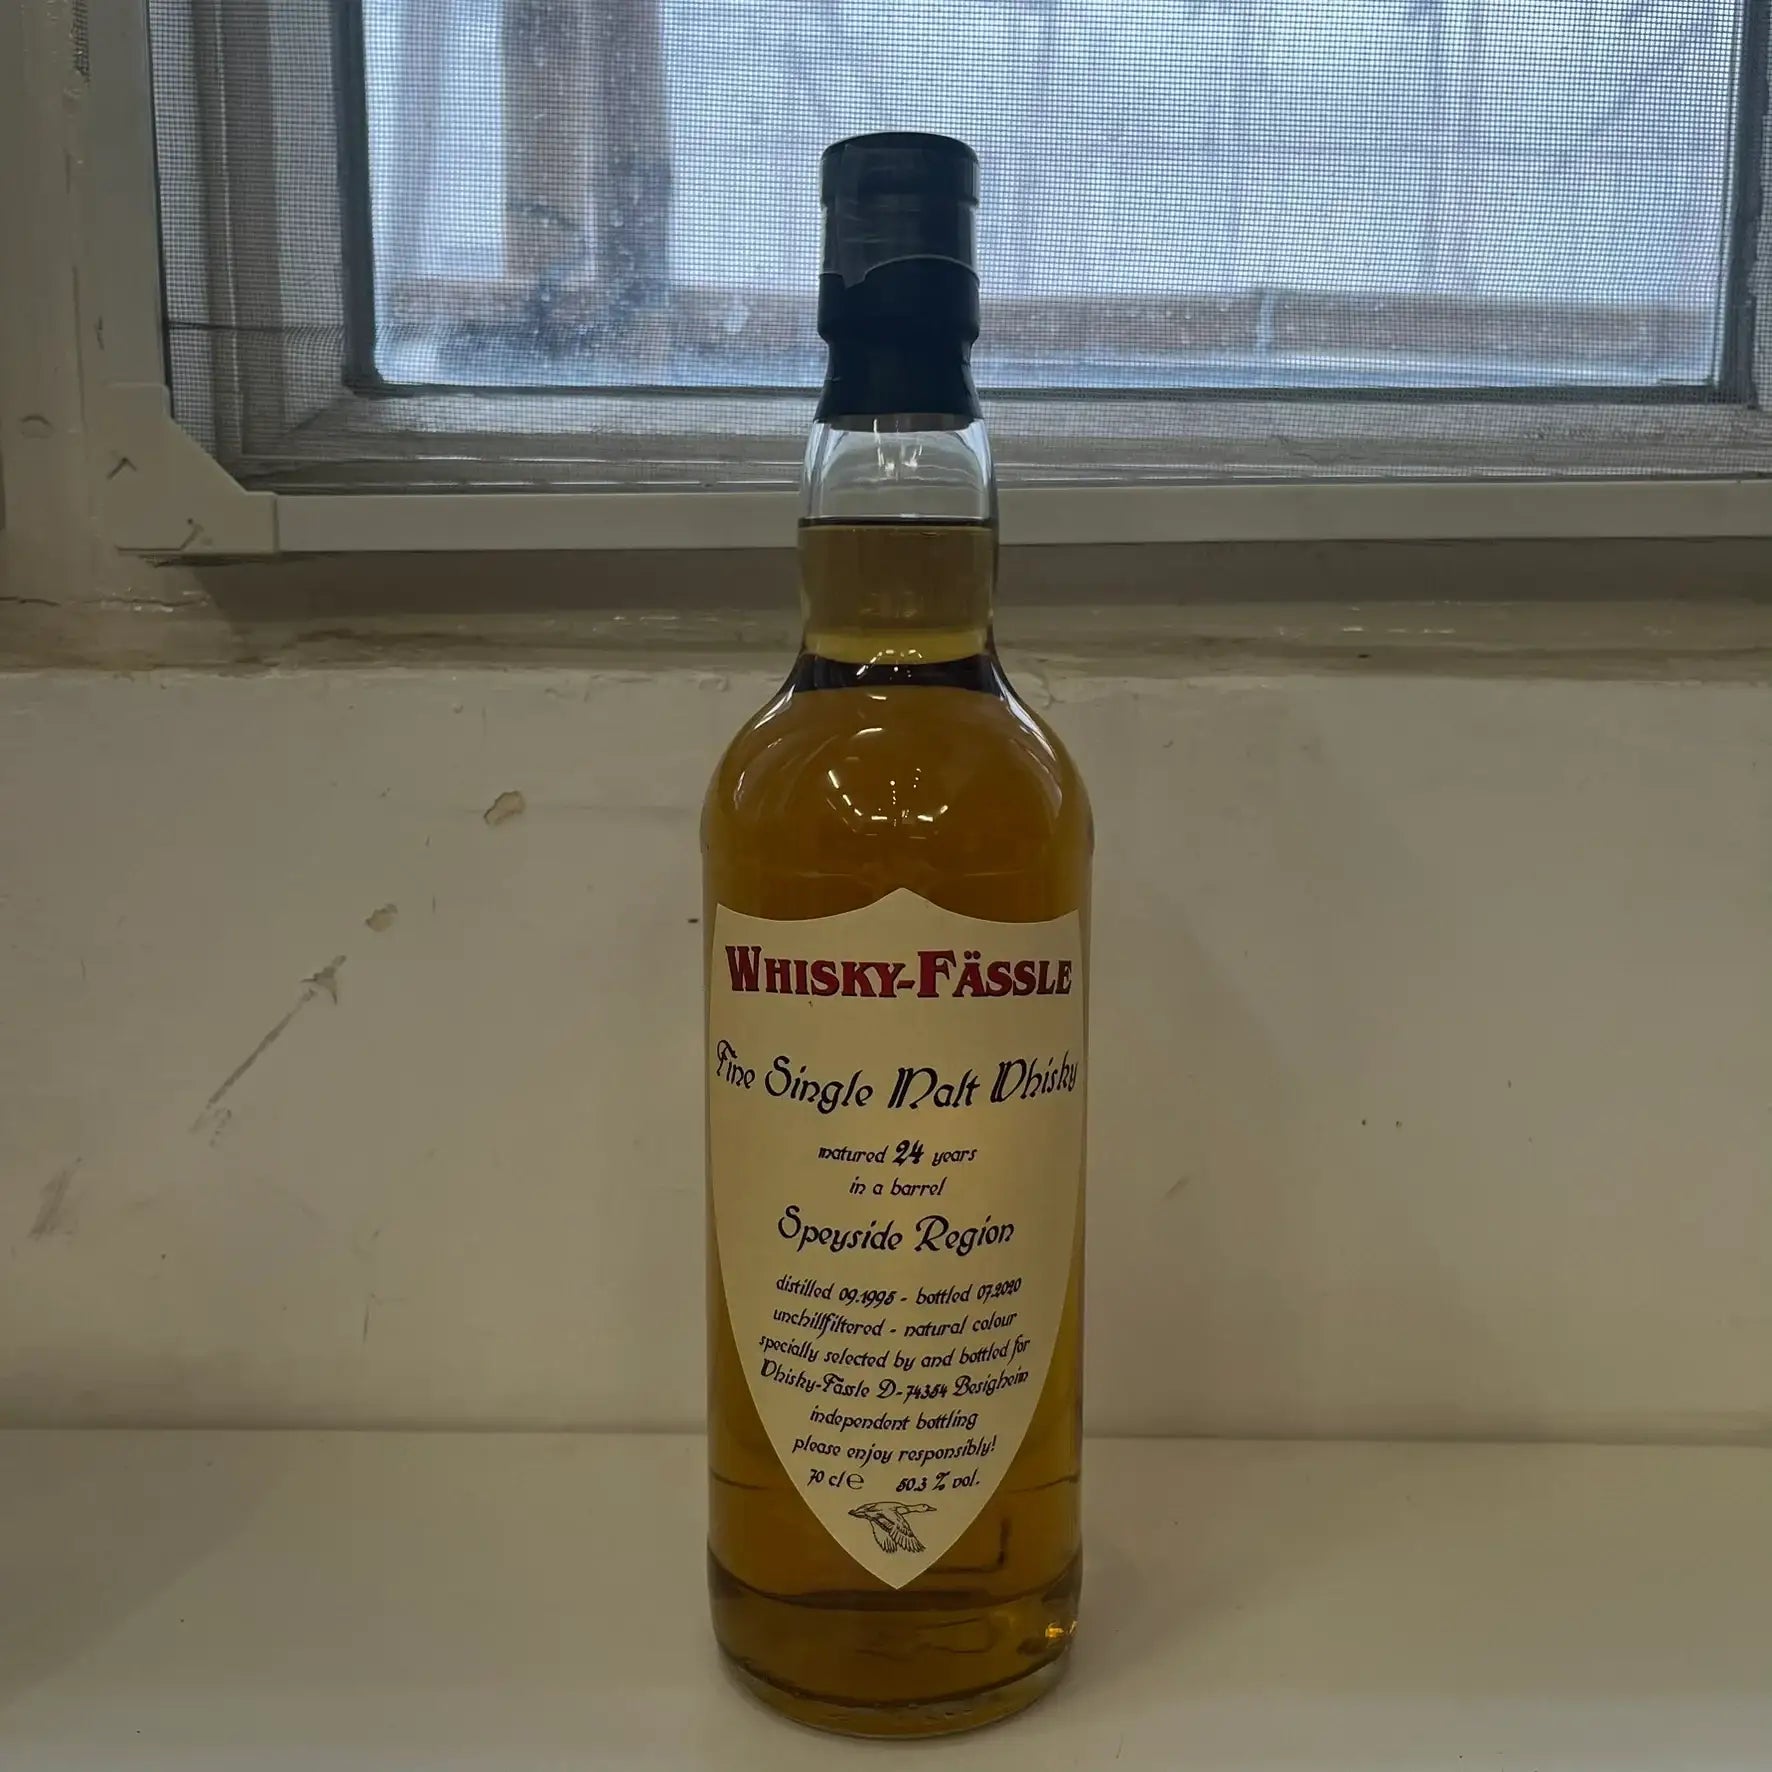 WHISKY-FÄSSLE
Fine Single Malt Whisky
matured 24 years
in a barrel
Speyside Region
distilled 09.1995 - bottled 07.2020
unchillfiltered - natural colour
specially selected by and bottled for
Whisky-Fässle D-74354 Besigheim
independent bottling
please enjoy responsibly!
70 cl ℮ 50.3 % vol.